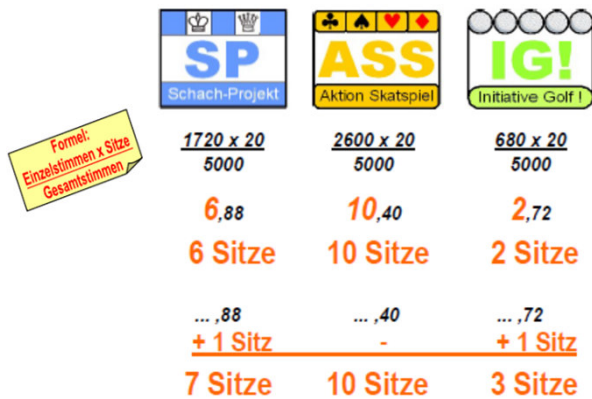 SP
Schach-Projekt
ASS
Aktion Skatspiel
IG!
Initiative Golf !
Formel:
Einzelstimmen x Sitze
Gesamtstimmen
1720 x 20 2600 x 20 680 x 20
5000 5000 5000
6,88 10,40 2,72
6 Sitze 10 Sitze 2 Sitze
... ,88 ... ,40 ... ,72
+ 1 Sitz - + 1 Sitz
7 Sitze 10 Sitze 3 Sitze